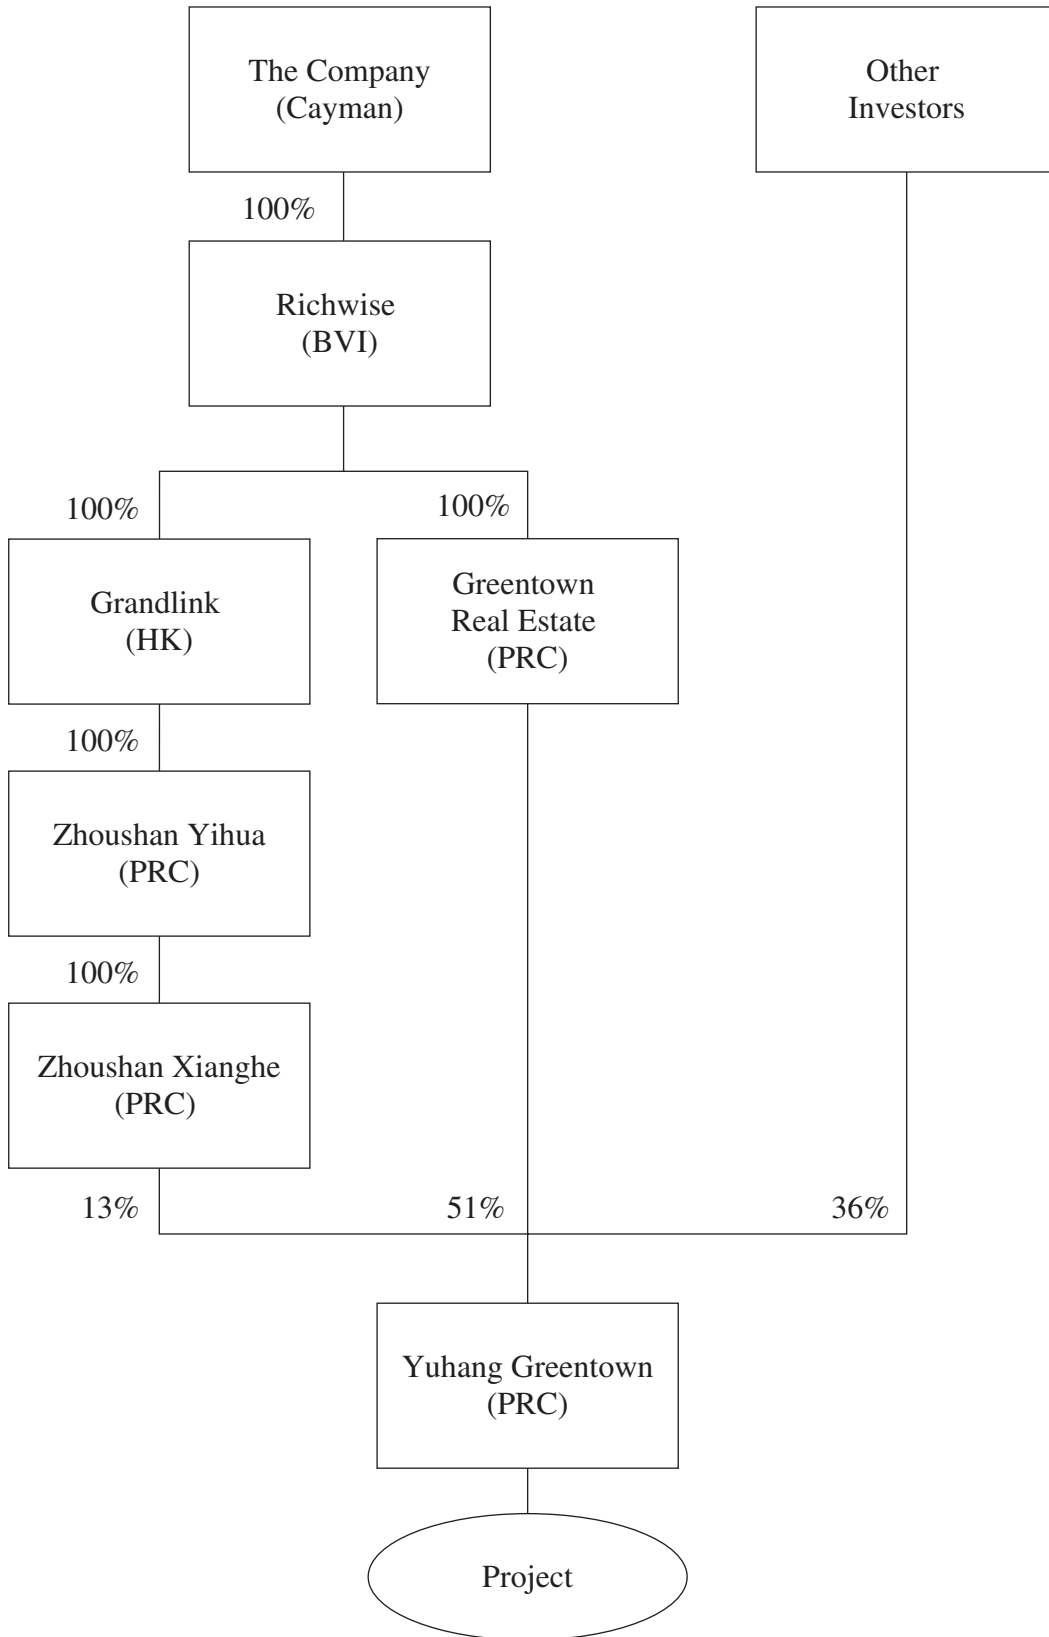 The Company
(Cayman)
Other
Investors
100%
Richwise
(BVI)
100%
100%
Grandlink
(HK)
Greentown
Real Estate
(PRC)
100%
Zhoushan Yihua
(PRC)
100%
Zhoushan Xianghe
(PRC)
13%
51%
36%
Yuhang Greentown
(PRC)
Project